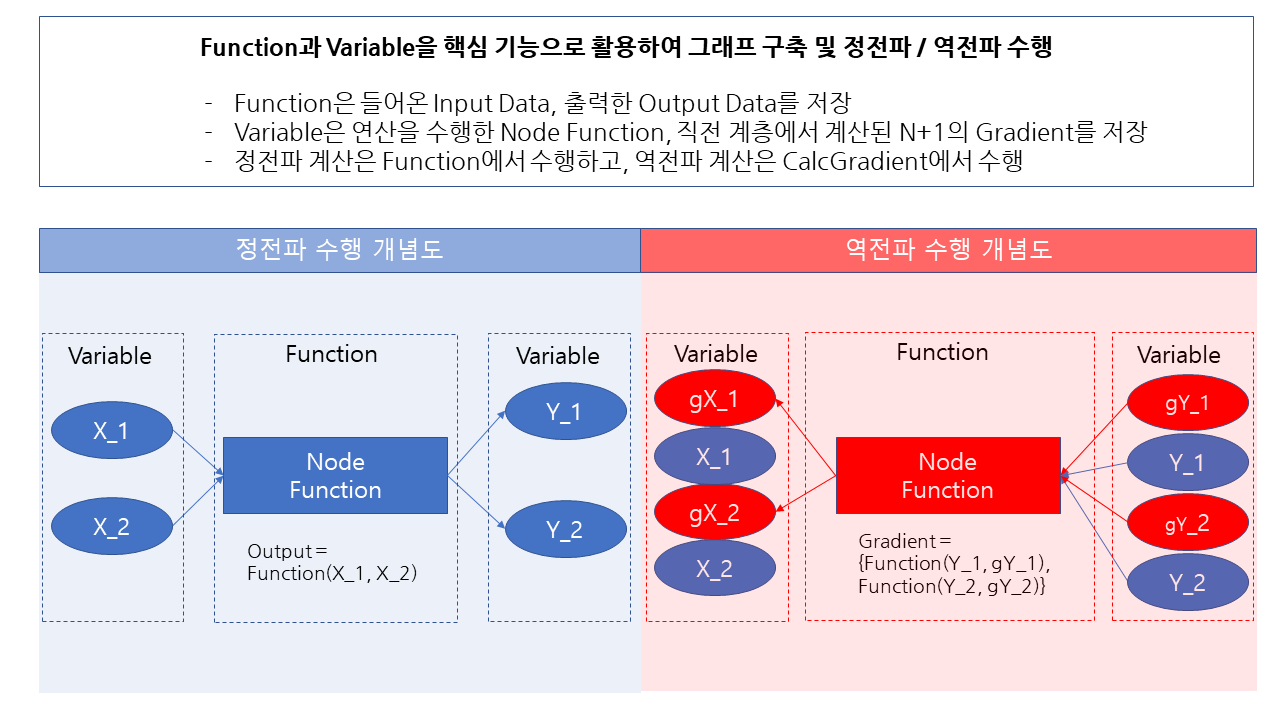 Function과 Variable을 핵심 기능으로 활용하여 그래프 구축 및 정전파 / 역전파 수행
- Function은 들어온 Input Data, 출력한 Output Data를 저장
- Variable은 연산을 수행한 Node Function, 직전 계층에서 계산된 N+1의 Gradient를 저장
- 정전파 계산은 Function에서 수행하고, 역전파 계산은 CalcGradient에서 수행
정전파 수행 개념도
Variable
X_1
X_2
Function
Node
Function
Output =
Function(X_1, X_2)
Variable
Y_1
Y_2
역전파 수행 개념도
Variable
gX_1
X_1
gX_2
X_2
Function
Node
Function
Gradient =
{Function(Y_1, gY_1),
Function(Y_2, gY_2)}
Variable
gY_1
Y_1
gY_2
Y_2